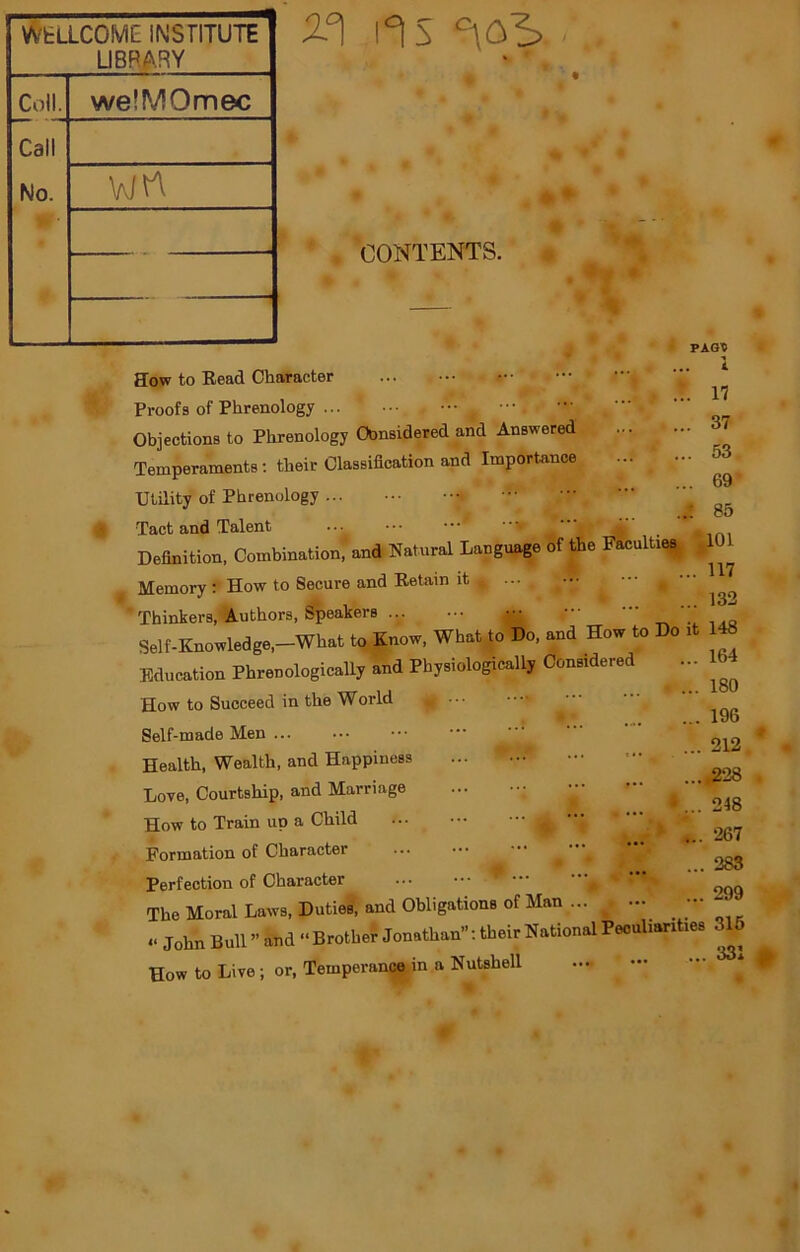 WELLCOME INSTITUTE
LIBRARY
Coll. welMOmec
Call
No. WM
29 195 903
CONTENTS.
PAGE
How to Read Character ... ... ... ... ... ... 1
Proofs of Phrenology ... ... ... ... ... ... ... 17
Objections to Phrenology Considered and Answered ... ... 37
Temperaments: their Classification and Importance ... ... 53
Utility of Phrenology ... ... ... ... ... ... ... 69
Tact and Talent ... ... ... ... ... ... ... 85
Definition, Combination, and Natural Language of the Faculties 101
Memory: How to Secure and Retain it ... ... ... ... 117
Thinkers, Authors, Speakers ... ... ... ... ... ... 132
Self-Knowledge,—What to Know, What to Do, and How to Do it 148
Education Phrenologically and Physiologically Considered ... 164
How to Succeed in the World ... ... ... ... ... 180
Self-made Men ... ... ... ... ... ... ... ... 196
Health, Wealth, and Happiness ... ... ... ... ... 212
Love, Courtship, and Marriage ... ... ... ... ... 228
How to Train up a Child ... ... ... ... ... ... 248
Formation of Character ... ... ... ... ... ... 267
Perfection of Character ... ... ... ... ... ... 283
The Moral Laws, Duties, and Obligations of Man ... ... ... 299
“John Bull” and “Brother Jonathan”: their National Peculiarities 315
How to Live; or, Temperance in a Nutshell ... ... ... 331